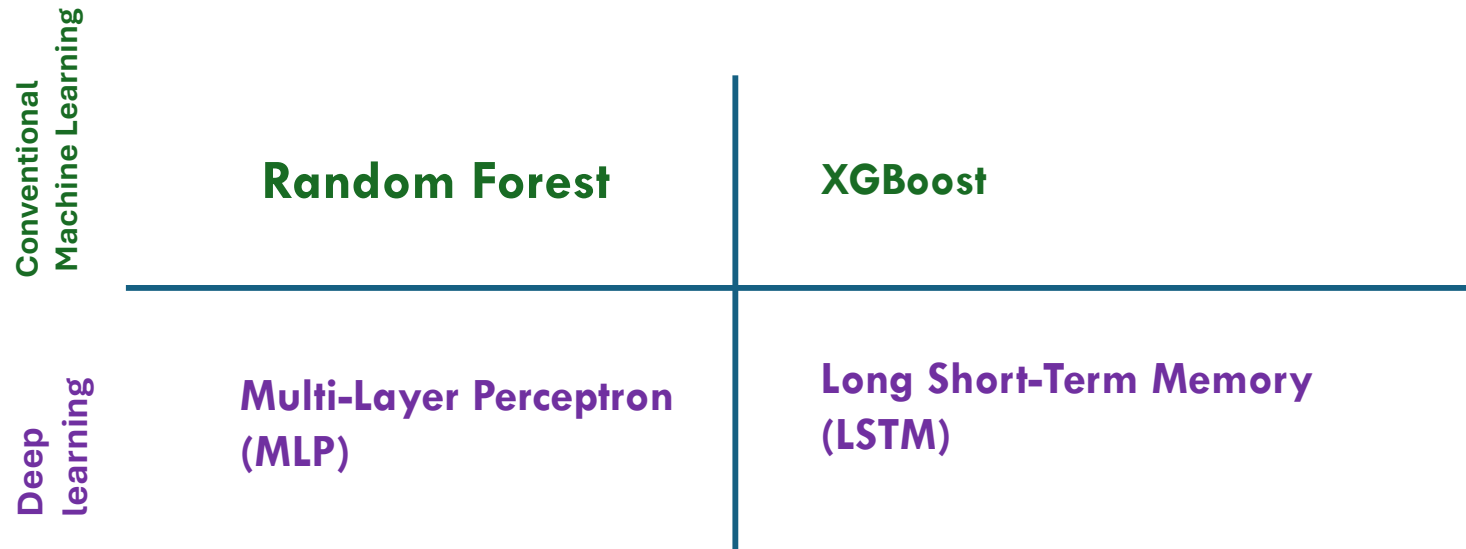 Conventional
Machine Learning
Random Forest
XGBoost
Deep
learning
Multi-Layer Perceptron
(MLP)
Long Short-Term Memory
(LSTM)